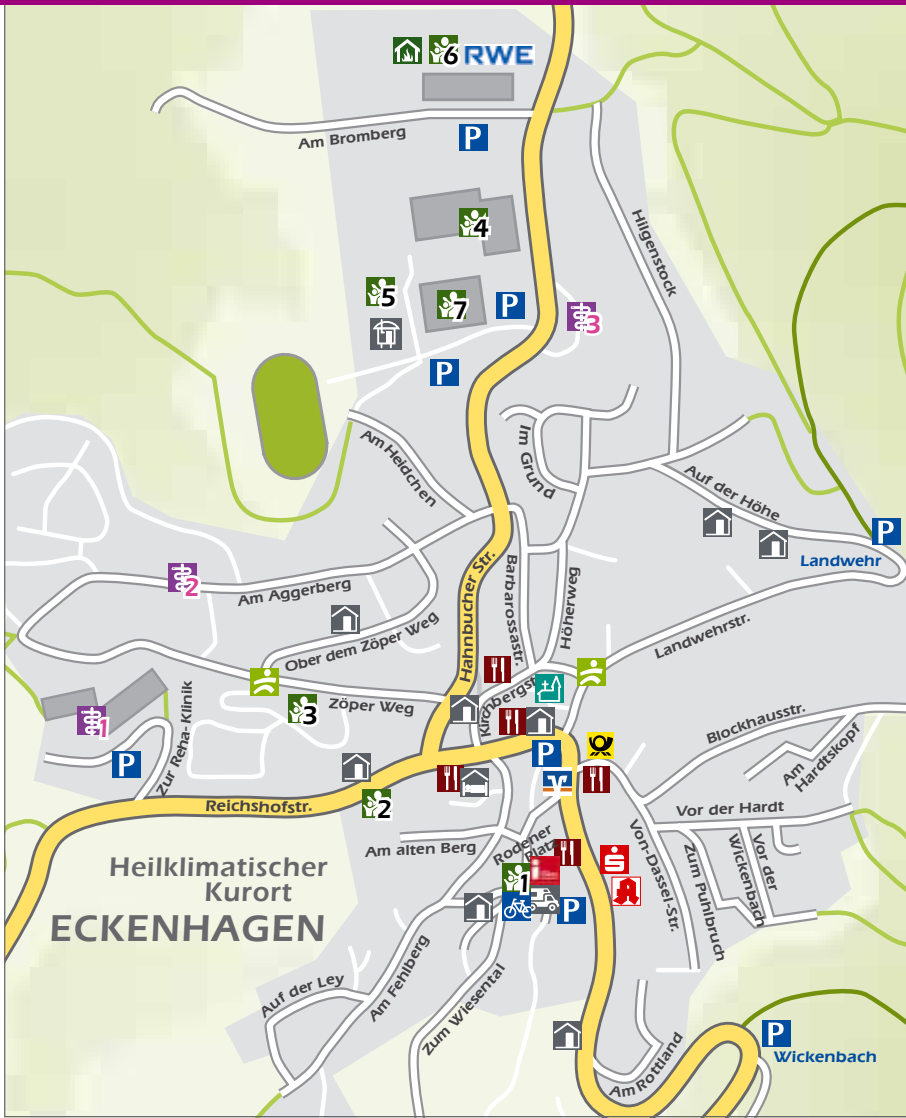 6 RWE
Am Bromberg
P
4
Hilgenstock
5
7
P
3
P
Am Heidchen
Im Grund
Auf der Höhe
P
Landwehr
2
Am Aggerberg
Hahnbucher Str.
Barbarossastr.
Höherweg
Ober dem Zöper Weg
Landwehrstr.
Zöper Weg
3
Kirchbergstr.
1
P
Zur Reha-Klinik
P
Blockhausstr.
Am
Hardtskopf
Reichshofstr.
2
Vor der Hardt
Am alten Berg
Rodener
Platz
Von-Dassel-Str.
Zum Puhlbruch
Vor der
Wickenbach
Heilklimatischer
Kurort
ECKENHAGEN
1
i
S
A
P
Auf der Ley
Am Fehlberg
Zum Wiesental
Am Rottland
P
Wickenbach